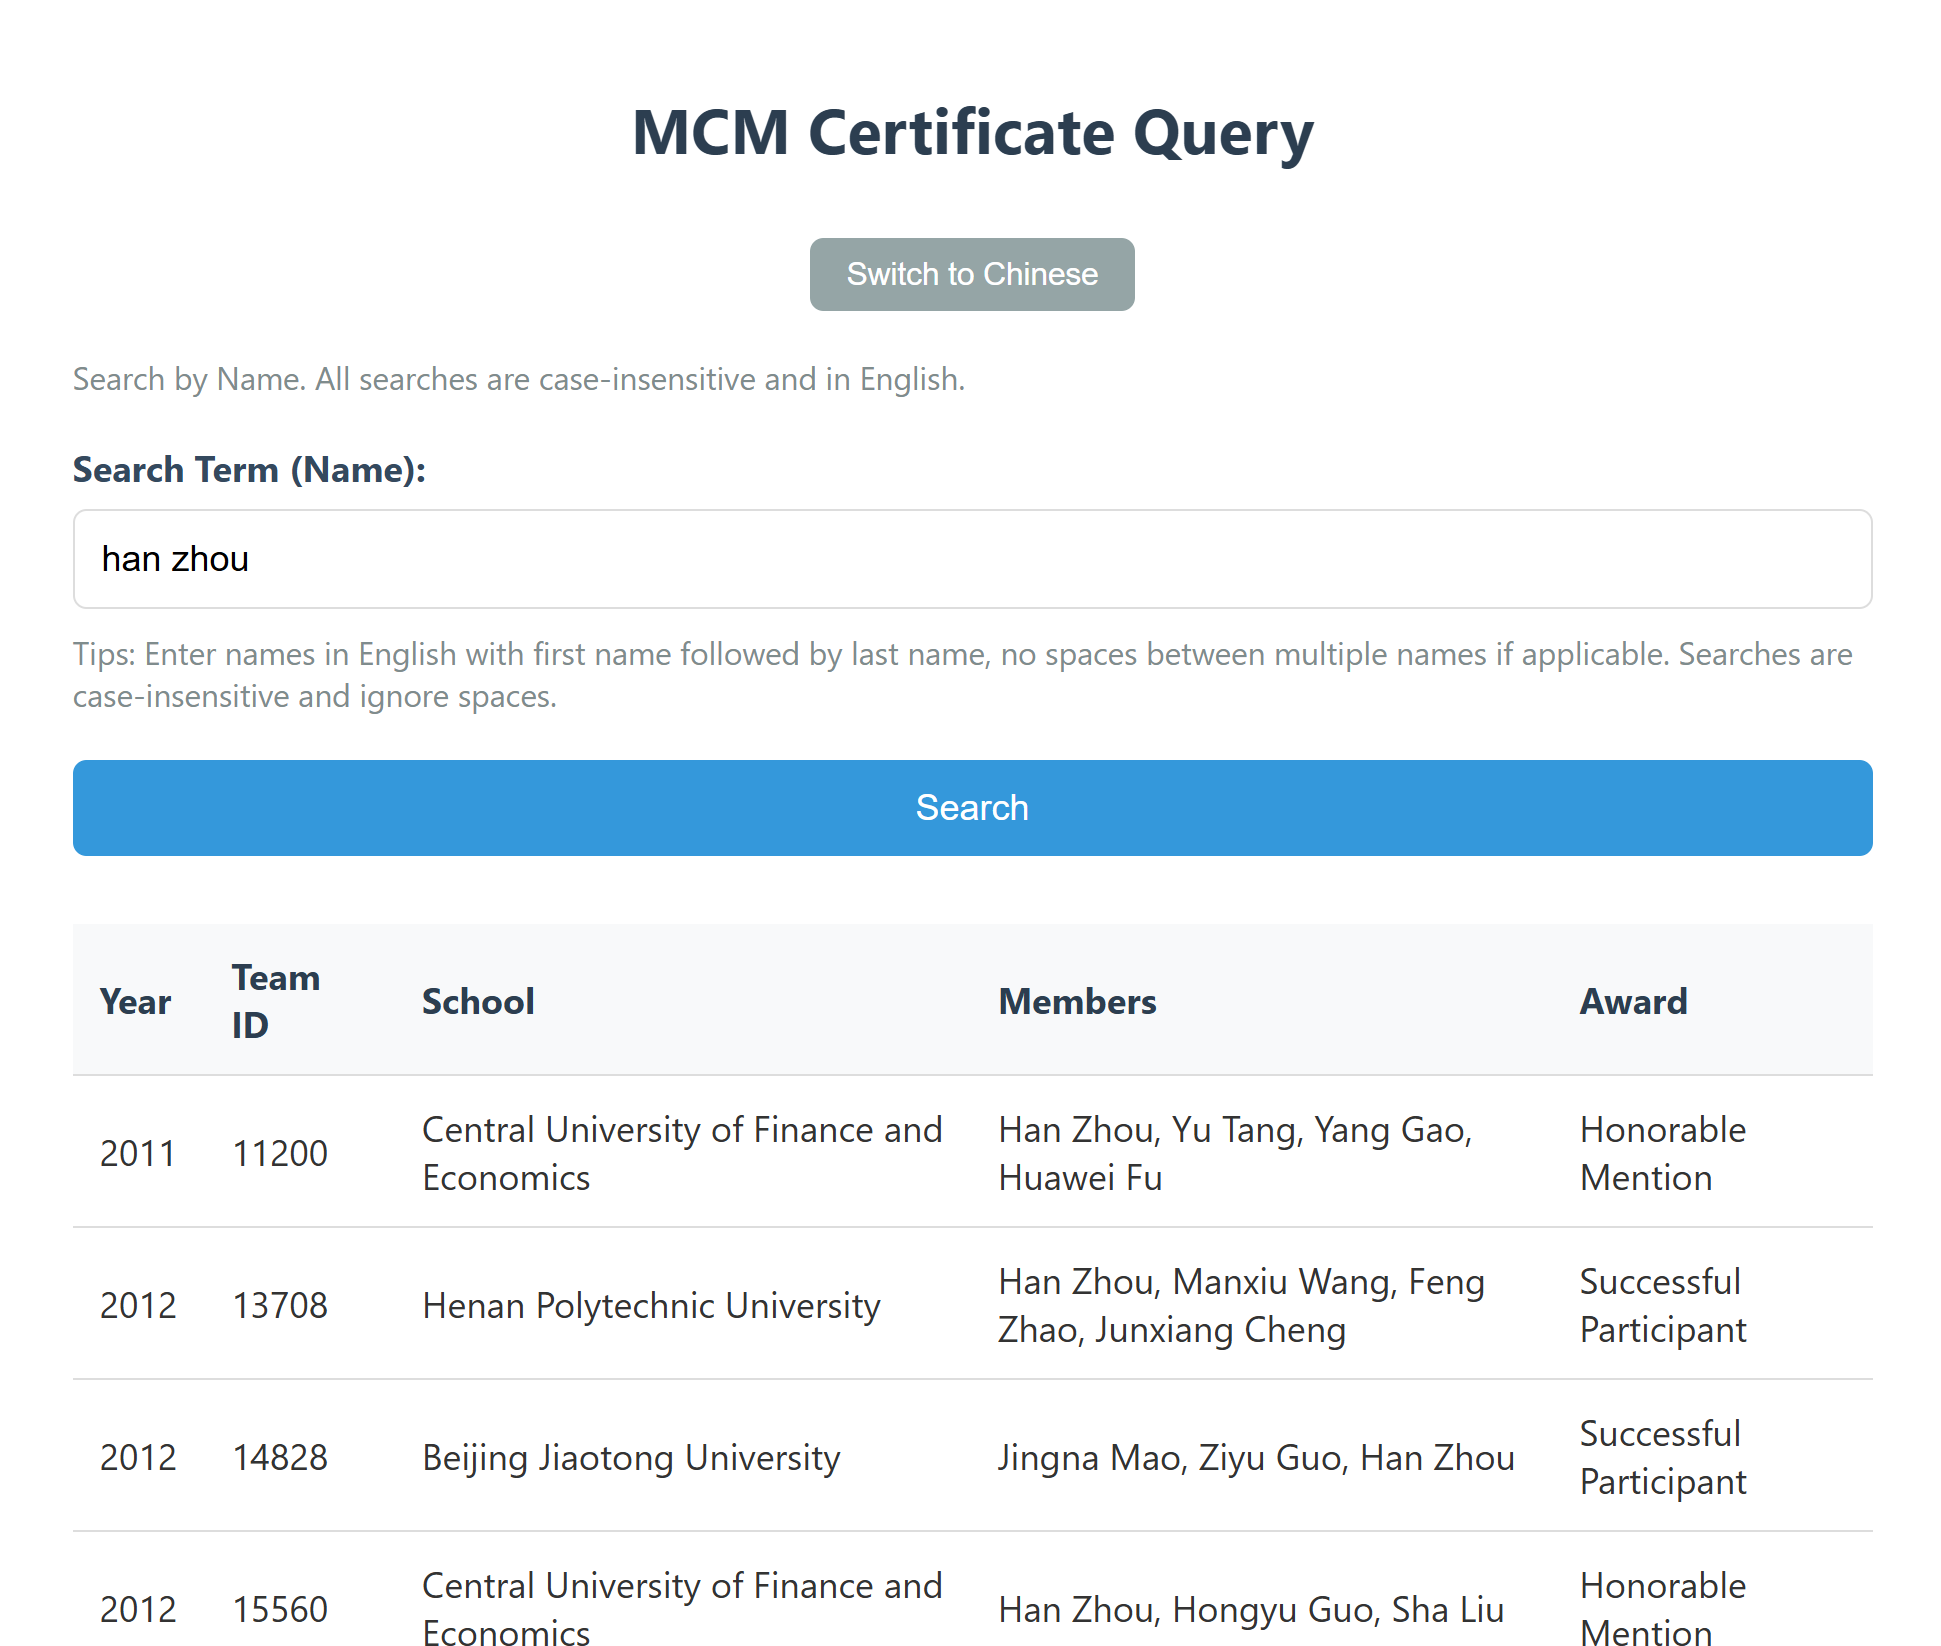 MCM Certificate Query
Switch to Chinese
Search by Name. All searches are case-insensitive and in English.
Search Term (Name):
han zhou
Tips: Enter names in English with first name followed by last name, no spaces between multiple names if applicable. Searches are
case-insensitive and ignore spaces.
Search
Year Team ID School Members Award
2011 11200 Central University of Finance and Economics Han Zhou, Yu Tang, Yang Gao, Huawei Fu Honorable Mention
2012 13708 Henan Polytechnic University Han Zhou, Manxiu Wang, Feng Zhao, Junxiang Cheng Successful Participant
2012 14828 Beijing Jiaotong University Jingna Mao, Ziyu Guo, Han Zhou Successful Participant
2012 15560 Central University of Finance and Economics Han Zhou, Hongyu Guo, Sha Liu Honorable Mention